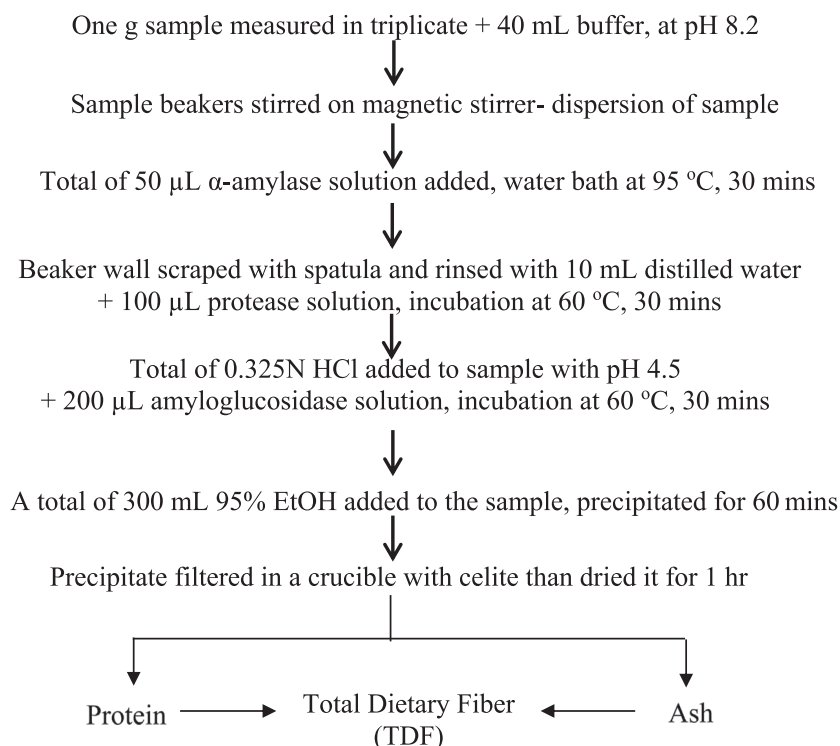 One g sample measured in triplicate + 40 mL buffer, at pH 8.2
Sample beakers stirred on magnetic stirrer- dispersion of sample
Total of 50 µL α-amylase solution added, water bath at 95 ºC, 30 mins
Beaker wall scraped with spatula and rinsed with 10 mL distilled water
+ 100 µL protease solution, incubation at 60 ºC, 30 mins
Total of 0.325N HCl added to sample with pH 4.5
+ 200 µL amyloglucosidase solution, incubation at 60 ºC, 30 mins
A total of 300 mL 95% EtOH added to the sample, precipitated for 60 mins
Precipitate filtered in a crucible with celite than dried it for 1 hr
Protein
Total Dietary Fiber
(TDF)
Ash